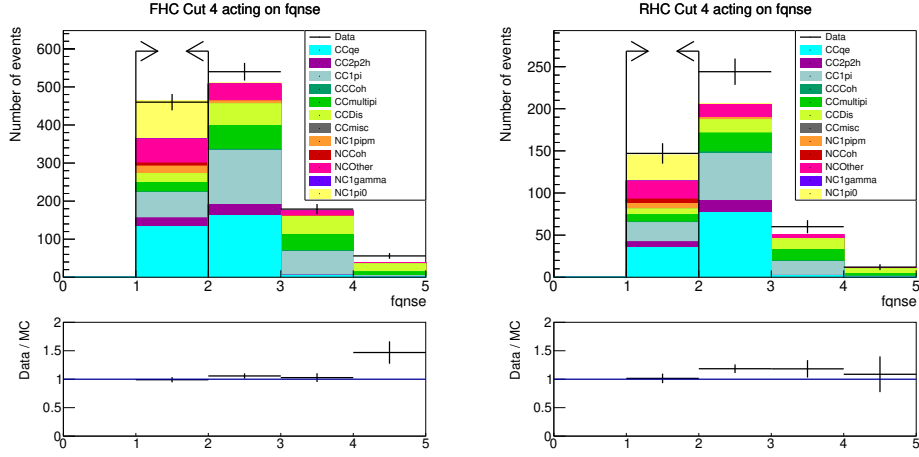 FHC Cut 4 acting on fqnse
Number of events
600
500
400
300
200
100
0
Data
CCqe
CC2p2h
CC1pi
CCCoh
CCmultipi
CCDis
CCmisc
NC1pipm
NCCoh
NCOther
NC1gamma
NC1pi0
0 1 2 3 4 5
fqnse
Data / MC
2
1.5
1
0.5
0
0 1 2 3 4 5
RHC Cut 4 acting on fqnse
Number of events
250
200
150
100
50
0
Data
CCqe
CC2p2h
CC1pi
CCCoh
CCmultipi
CCDis
CCmisc
NC1pipm
NCCoh
NCOther
NC1gamma
NC1pi0
0 1 2 3 4 5
fqnse
Data / MC
2
1.5
1
0.5
0
0 1 2 3 4 5